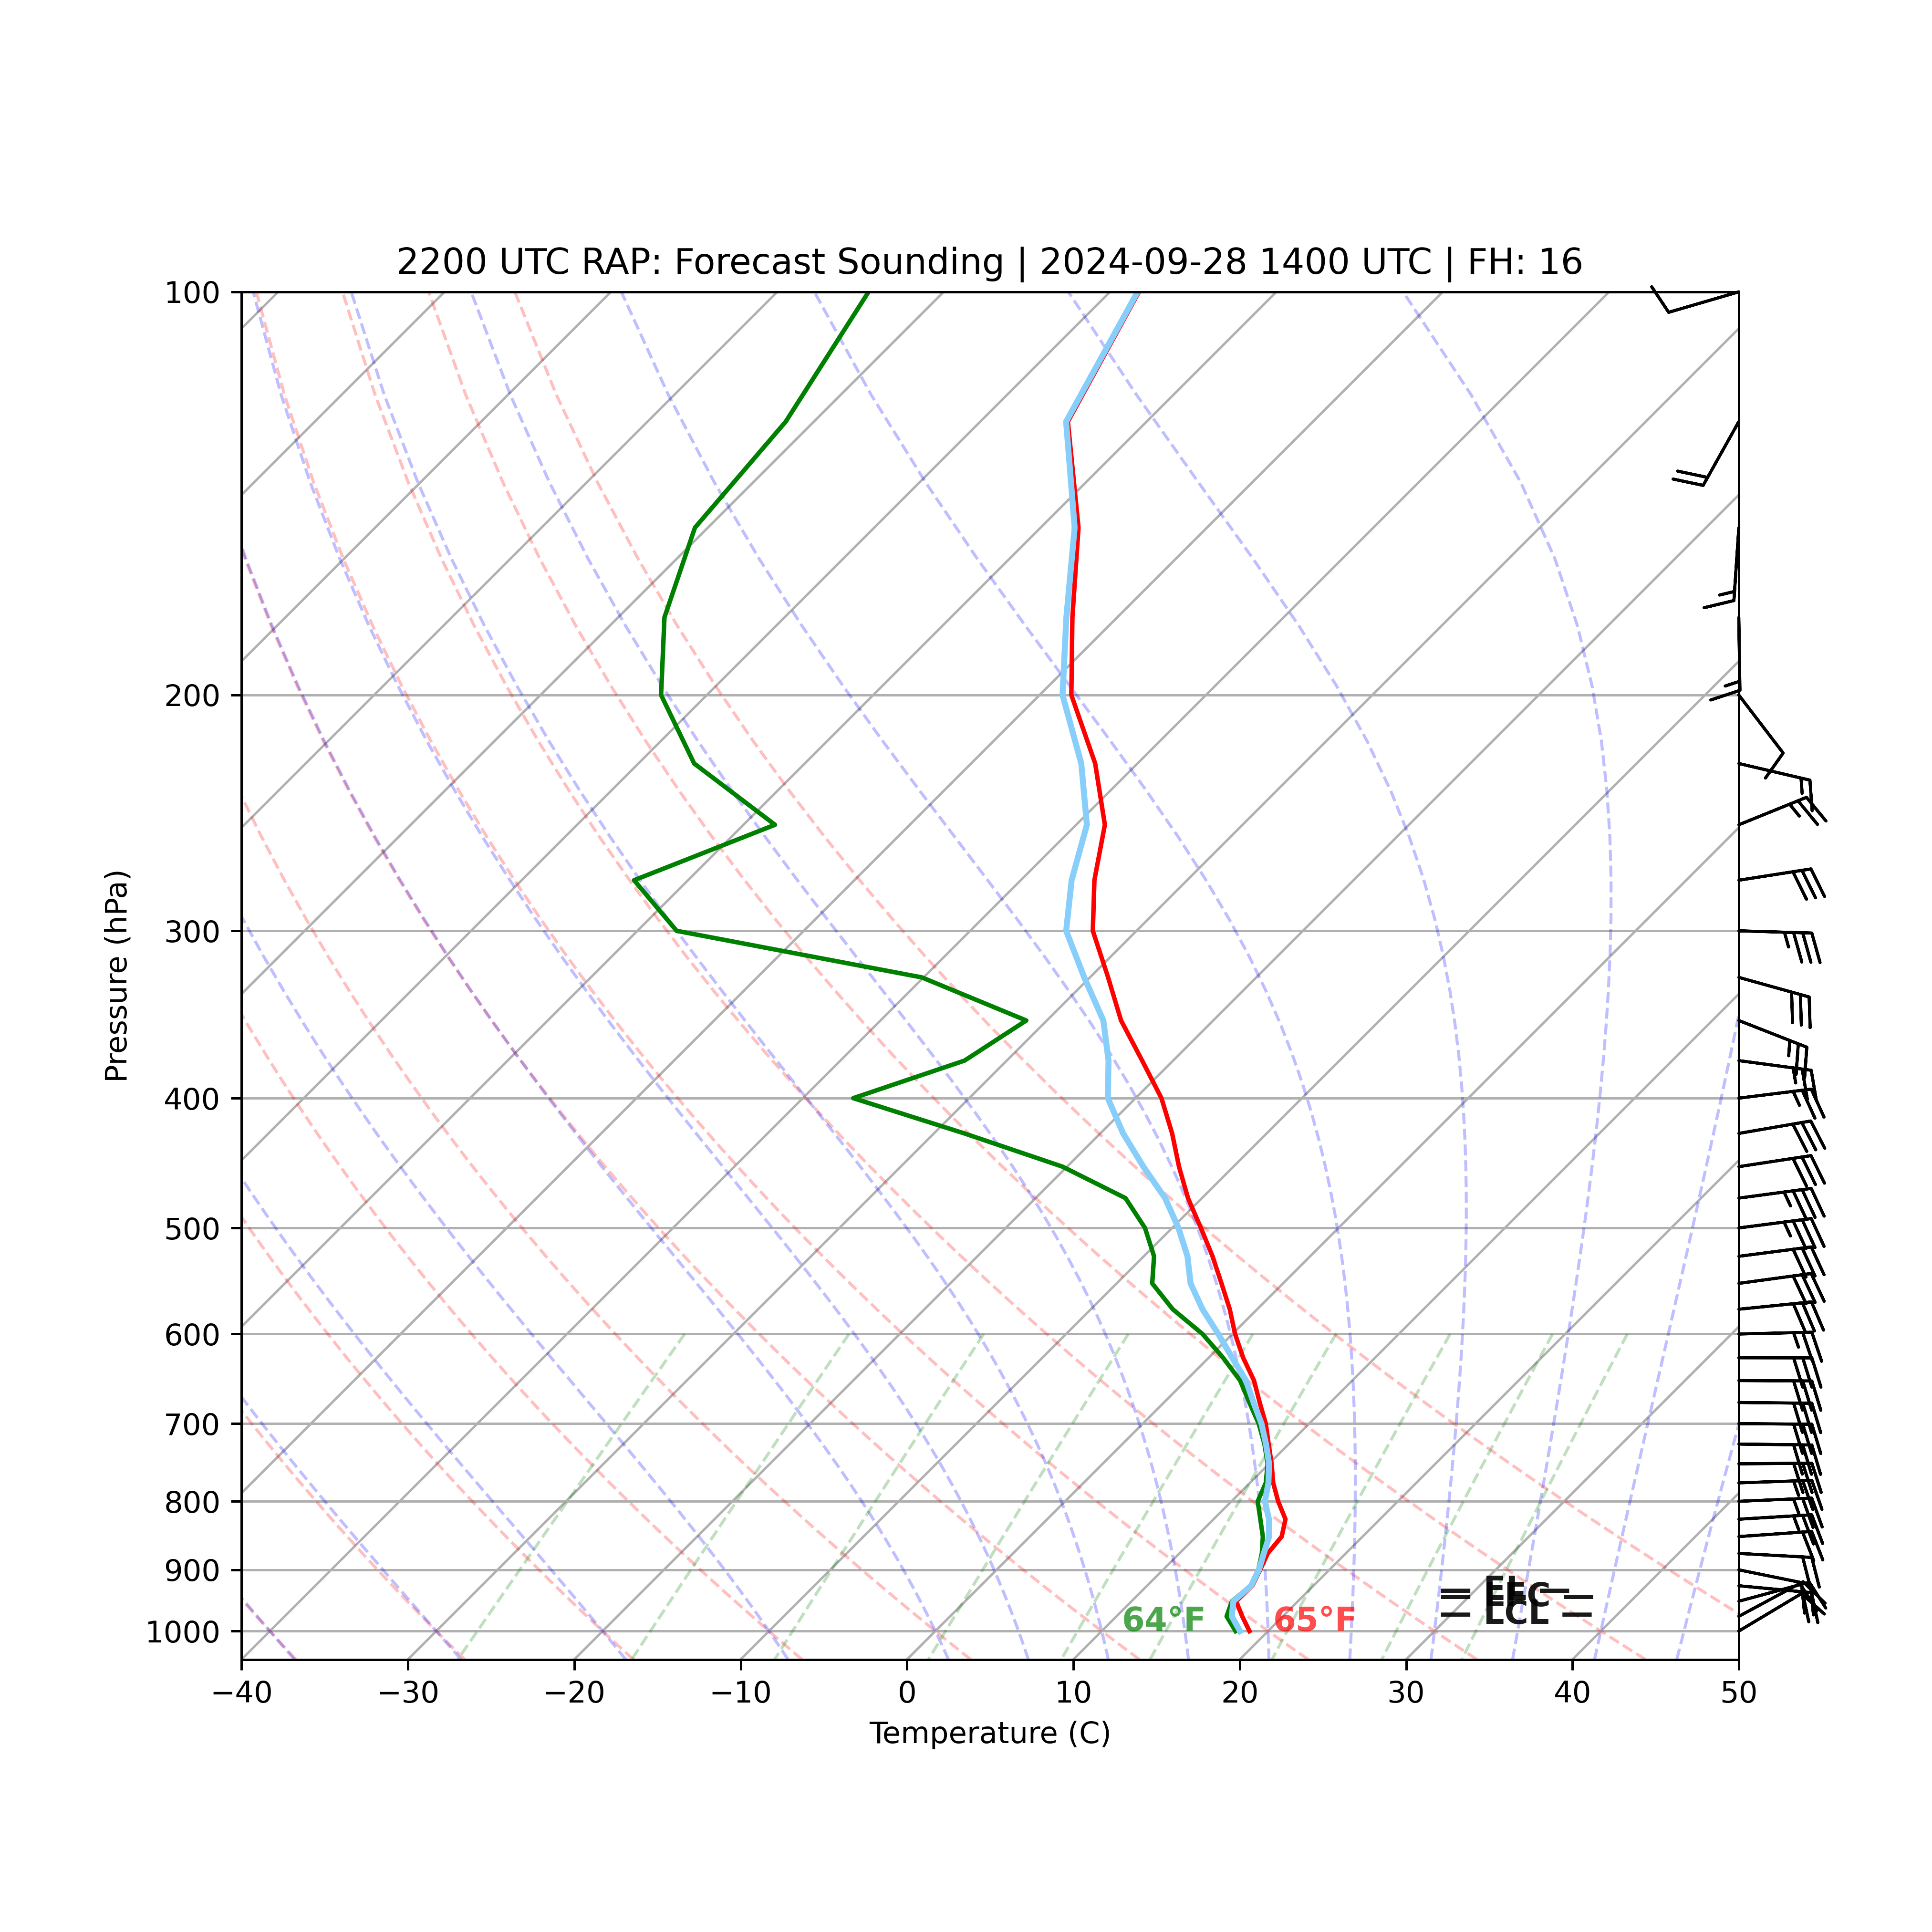 2200 UTC RAP: Forecast Sounding | 2024-09-28 1400 UTC | FH: 16
100
200
300
400
500
600
700
800
900
1000
Pressure (hPa)
— EL —
— LCL —
64°F
65°F
−40 −30 −20 −10 0 10 20 30 40 50
Temperature (C)